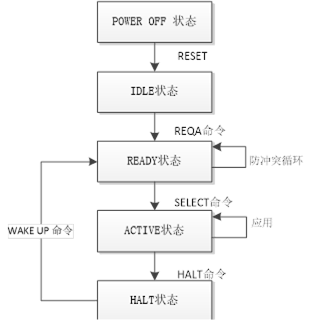 POWER OFF 状态
RESET
IDLE状态
REQA命令
READY状态
防冲突循环
SELECT命令
ACTIVE状态
应用
WAKE UP 命令
HALT命令
HALT状态